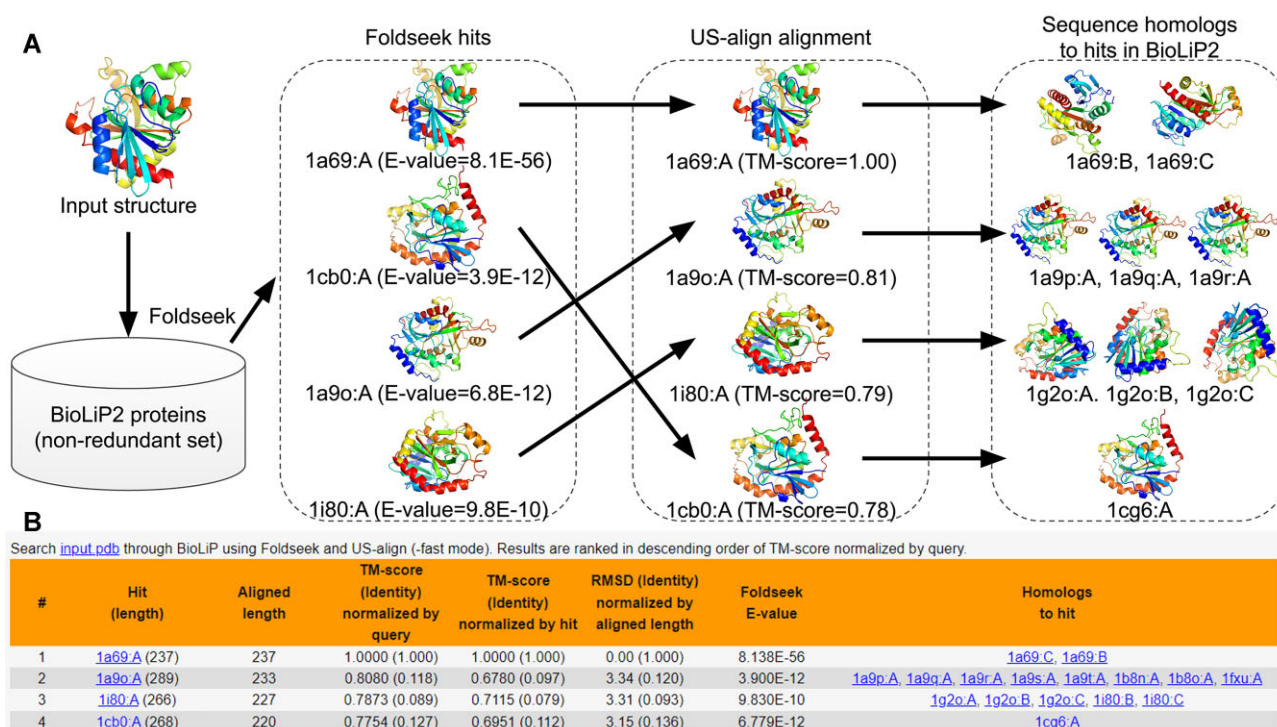 A
Foldseek hits
US-align alignment
Sequence homologs
to hits in BioLiP2
Input structure
Foldseek
BioLiP2 proteins
(non-redundant set)
1a69:A (E-value=8.1E-56)
1cb0:A (E-value=3.9E-12)
1a9o:A (E-value=6.8E-12)
1i80:A (E-value=9.8E-10)
1a69:A (TM-score=1.00)
1a9o:A (TM-score=0.81)
1i80:A (TM-score=0.79)
1cb0:A (TM-score=0.78)
1a69:B, 1a69:C
1a9p:A, 1a9q:A, 1a9r:A
1g2o:A. 1g2o:B, 1g2o:C
1cg6:A
B
Search input.pdb through BioLiP using Foldseek and US-align (-fast mode). Results are ranked in descending order of TM-score normalized by query.
# Hit (length) Aligned length TM-score (Identity) normalized by query TM-score (Identity) normalized by hit RMSD (Identity) normalized by aligned length Foldseek E-value Homologs to hit
1 1a69:A (237) 237 1.0000 (1.000) 1.0000 (1.000) 0.00 (1.000) 8.138E-56 1a69:C, 1a69:B
2 1a9o:A (289) 233 0.8080 (0.118) 0.6780 (0.097) 3.34 (0.120) 3.900E-12 1a9p:A, 1a9q:A, 1a9r:A, 1a9s:A, 1a9t:A, 1b8n:A, 1b8o:A, 1fxu:A
3 1i80:A (266) 227 0.7873 (0.089) 0.7115 (0.079) 3.31 (0.093) 9.830E-10 1g2o:A, 1g2o:B, 1g2o:C, 1i80:B, 1i80:C
4 1cb0:A (268) 220 0.7754 (0.127) 0.6951 (0.112) 3.15 (0.136) 6.779E-12 1cg6:A